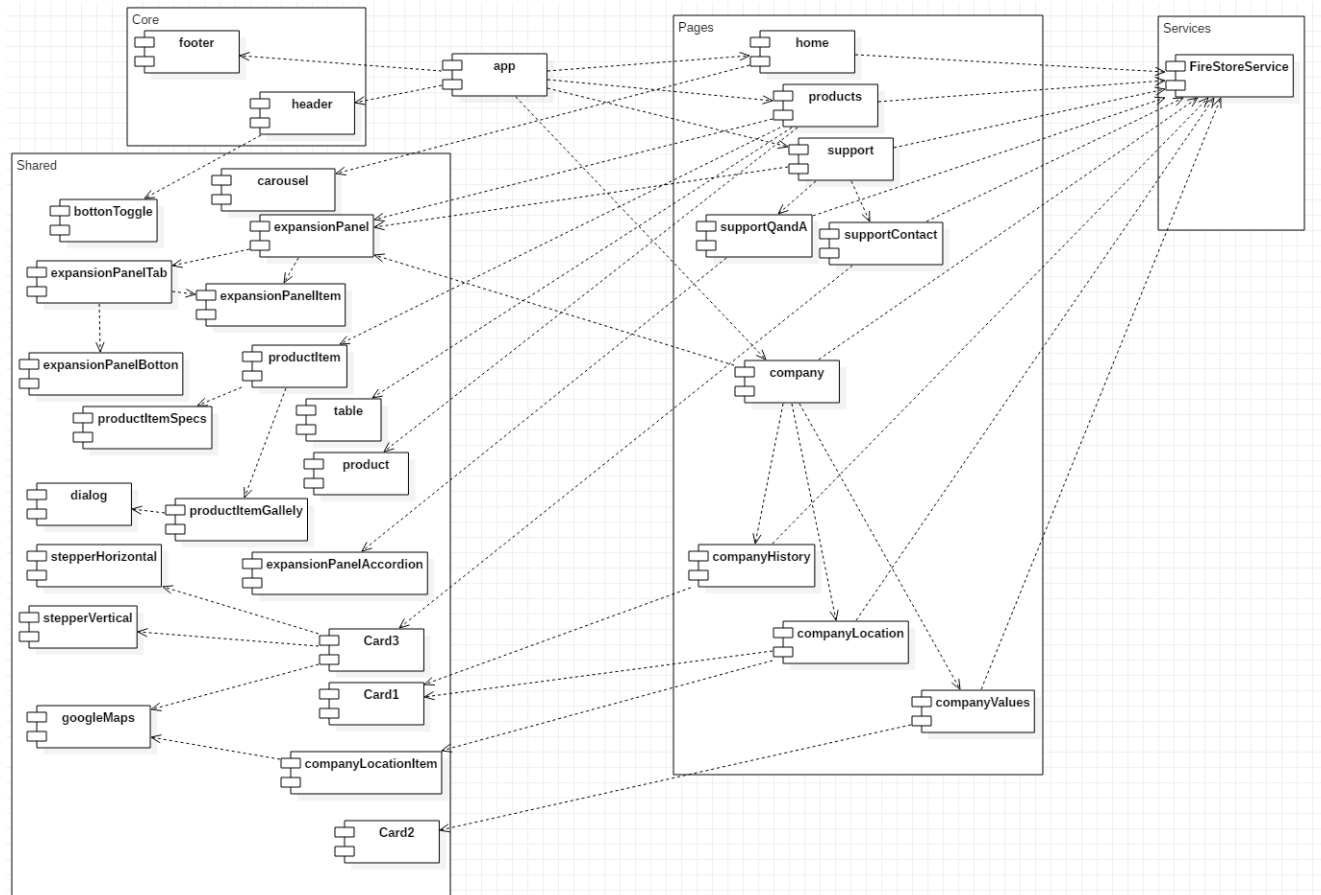 Core
footer
header
app
Pages
home
products
support
supportQandA
supportContact
company
companyHistory
companyLocation
companyValues
Services
FireStoreService
Shared
carousel
bottonToggle
expansionPanel
expansionPanelTab
expansionPanelItem
expansionPanelBotton
productItem
productItemSpecs
table
product
dialog
productItemGallely
stepperHorizontal
expansionPanelAccordion
stepperVertical
Card3
Card1
googleMaps
companyLocationItem
Card2